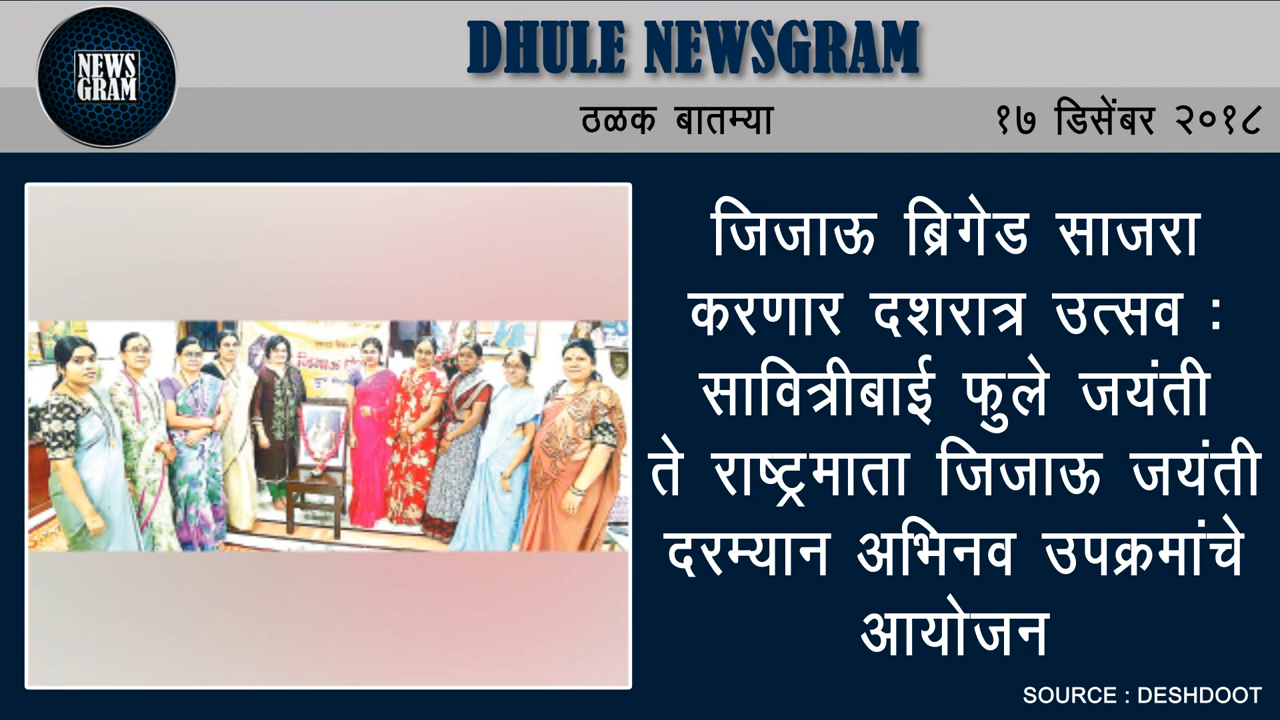 NEWS
GRAM
DHULE NEWSGRAM
ठळक बातम्या
१७ डिसेंबर २०१८
जिजाऊ ब्रिगेड साजरा
करणार दशरात्र उत्सव :
सावित्रीबाई फुले जयंती
ते राष्ट्रमाता जिजाऊ जयंती
दरम्यान अभिनव उपक्रमांचे
आयोजन
SOURCE : DESHDOOT